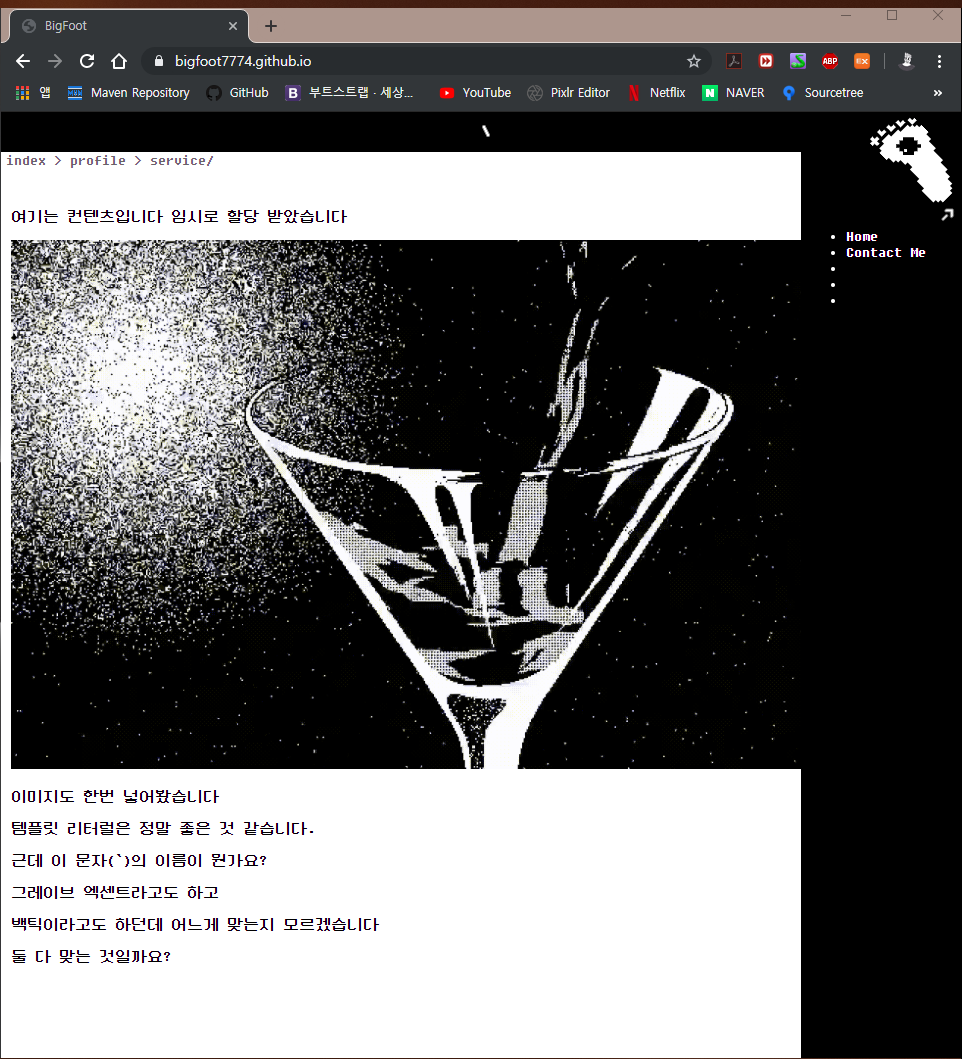 BigFoot
bigfoot7774.github.io
ABP
앱 Maven Repository GitHub B 부트스트랩 · 세상... YouTube Pixlr Editor Netflix N NAVER Sourcetree »
index > profile > service/
여기는 컨텐츠입니다 임시로 할당 받았습니다
Home
Contact Me
이미지도 한번 넣어봤습니다
템플릿 리터럴은 정말 좋은 것 같습니다.
근데 이 문자(`)의 이름이 뭔가요?
그레이브 엑센트라고도 하고
백틱이라고도 하던데 어느게 맞는지 모르겠습니다
둘 다 맞는 것일까요?